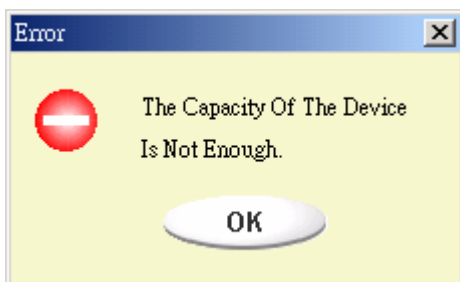 Error
The Capacity Of The Device
Is Not Enough.
OK